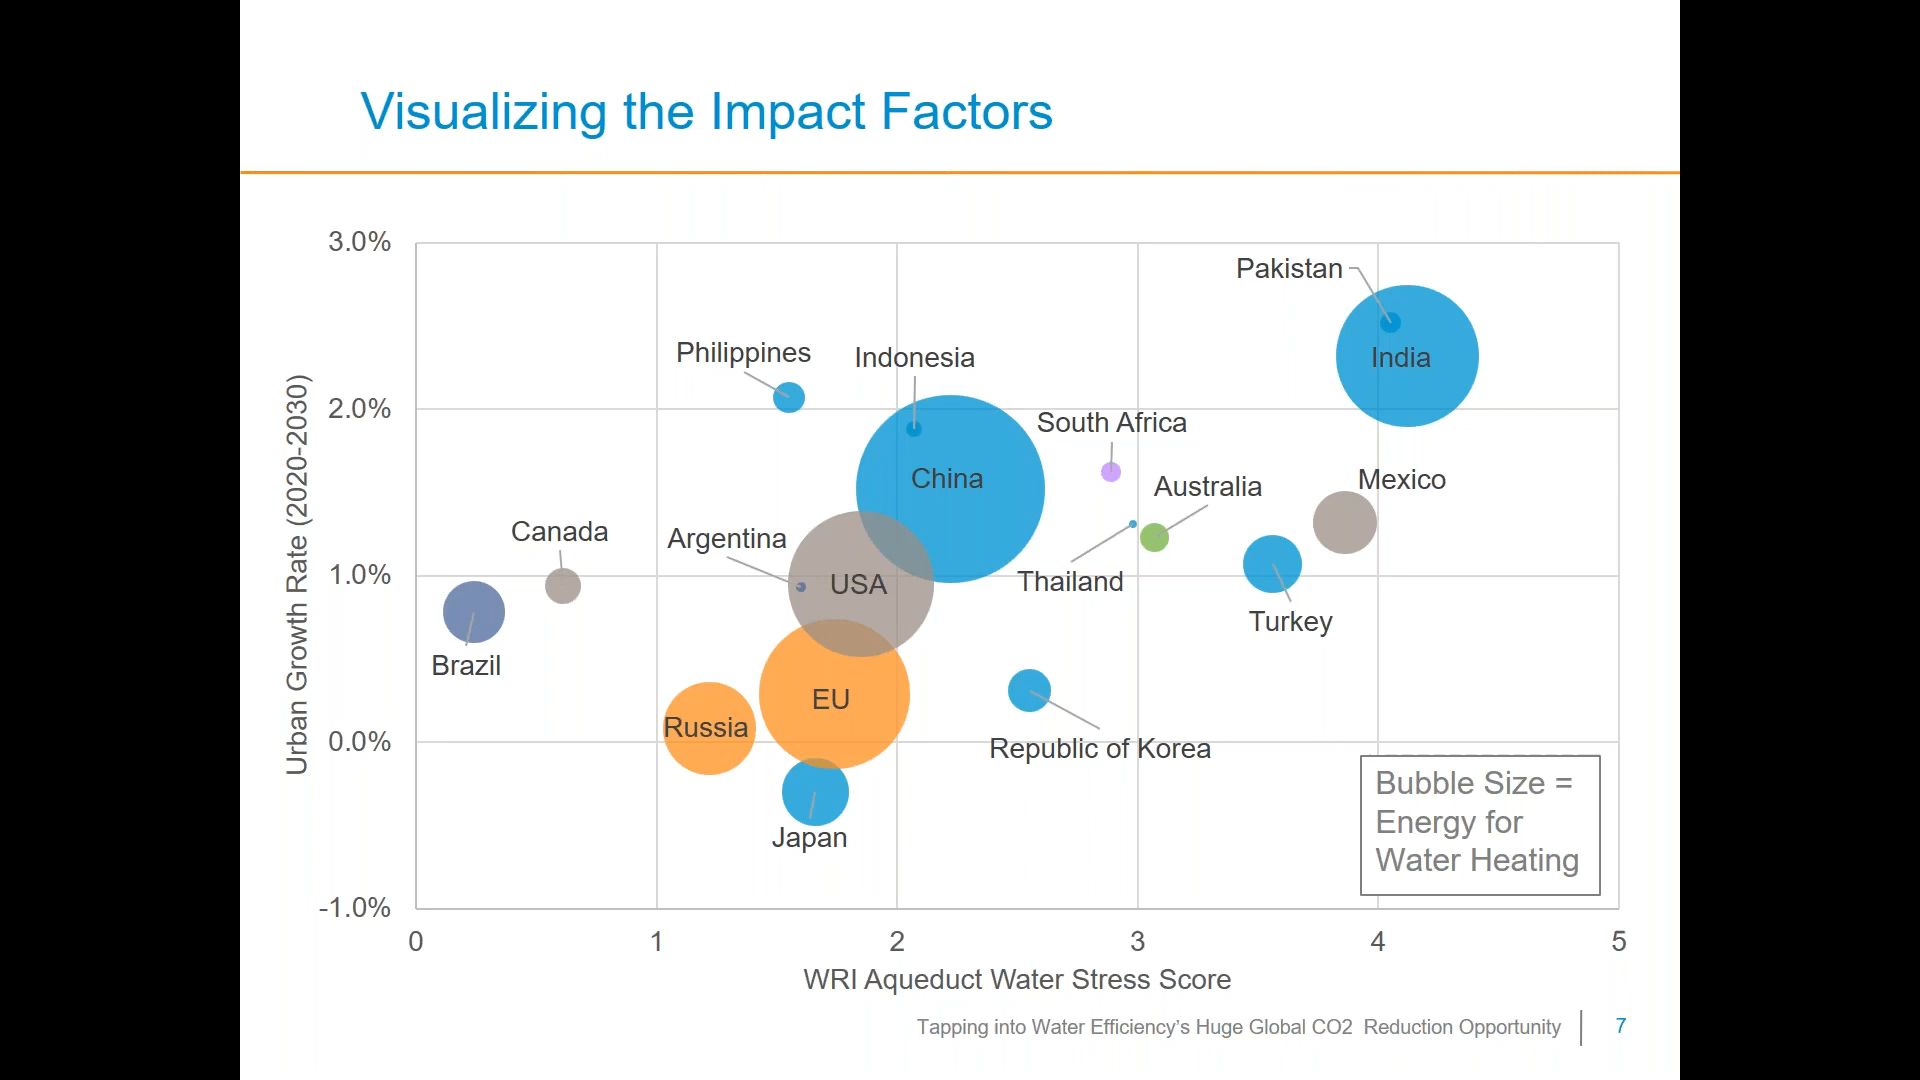 Visualizing the Impact Factors
3.0%
Pakistan
Philippines
Indonesia
India
2.0%
South Africa
China
Mexico
Australia
Canada
Argentina
1.0%
USA
Thailand
Turkey
Brazil
EU
Russia
0.0%
Republic of Korea
Japan
-1.0%
Urban Growth Rate (2020-2030)
Bubble Size =
Energy for
Water Heating
0 1 2 3 4 5
WRI Aqueduct Water Stress Score
Tapping into Water Efficiency’s Huge Global CO2 Reduction Opportunity
7